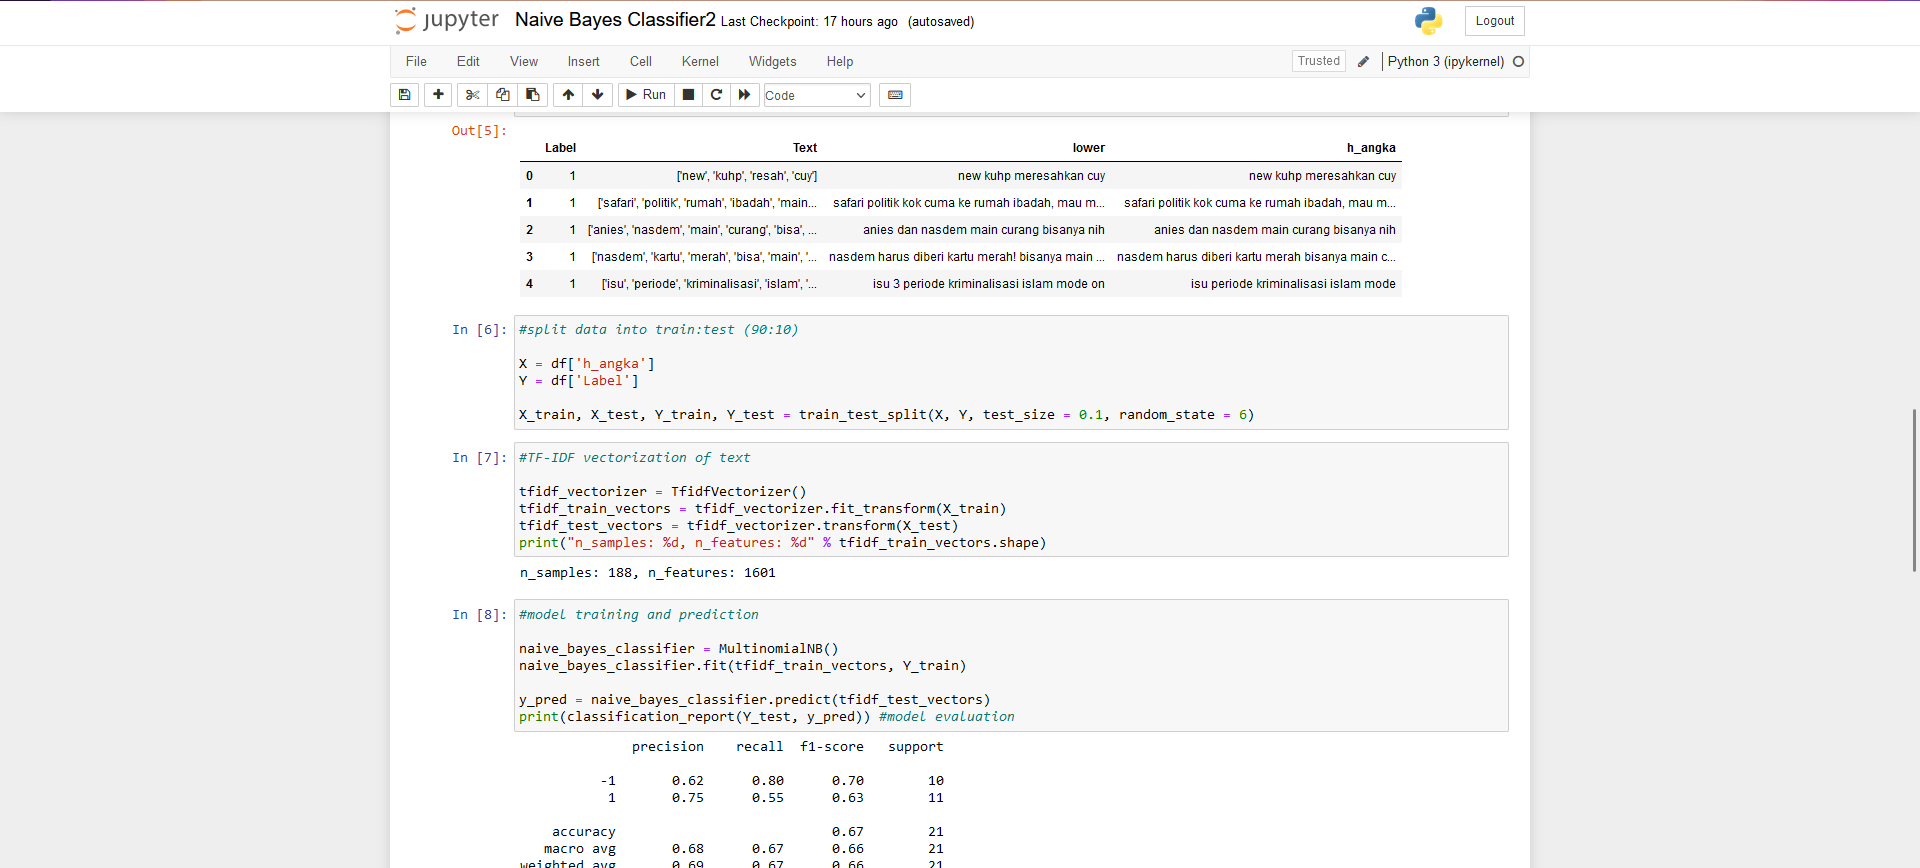 jupyter Naive Bayes Classifier2 Last Checkpoint: 17 hours ago (autosaved) Logout
File Edit View Insert Cell Kernel Widgets Help Trusted Python 3 (ipykernel)
Run Code
Out[5]:
Label Text lower h_angka
0 1 ['new', 'kuhp', 'resah', 'cuy'] new kuhp meresahkan cuy new kuhp meresahkan cuy
1 1 ['safari', 'politik', 'rumah', 'ibadah', 'main... safari politik kok cuma ke rumah ibadah, mau m... safari politik kok cuma ke rumah ibadah, mau m...
2 1 ['anies', 'nasdem', 'main', 'curang', 'bisa', ... anies dan nasdem main curang bisanya nih anies dan nasdem main curang bisanya nih
3 1 ['nasdem', 'kartu', 'merah', 'bisa', 'main', '... nasdem harus diberi kartu merah! bisanya main ... nasdem harus diberi kartu merah bisanya main c...
4 1 ['isu', 'periode', 'kriminalisasi', 'islam', '... isu 3 periode kriminalisasi islam mode on isu periode kriminalisasi islam mode
In [6]: #split data into train:test (90:10)
X = df['h_angka']
Y = df['Label']
X_train, X_test, Y_train, Y_test = train_test_split(X, Y, test_size = 0.1, random_state = 6)
In [7]: #TF-IDF vectorization of text
tfidf_vectorizer = TfidfVectorizer()
tfidf_train_vectors = tfidf_vectorizer.fit_transform(X_train)
tfidf_test_vectors = tfidf_vectorizer.transform(X_test)
print("n_samples: %d, n_features: %d" % tfidf_train_vectors.shape)
n_samples: 188, n_features: 1601
In [8]: #model training and prediction
naive_bayes_classifier = MultinomialNB()
naive_bayes_classifier.fit(tfidf_train_vectors, Y_train)
y_pred = naive_bayes_classifier.predict(tfidf_test_vectors)
print(classification_report(Y_test, y_pred)) #model evaluation
precision recall f1-score support
-1 0.62 0.80 0.70 10
1 0.75 0.55 0.63 11
accuracy 0.67 21
macro avg 0.68 0.67 0.66 21
weighted avg 0.69 0.67 0.66 21